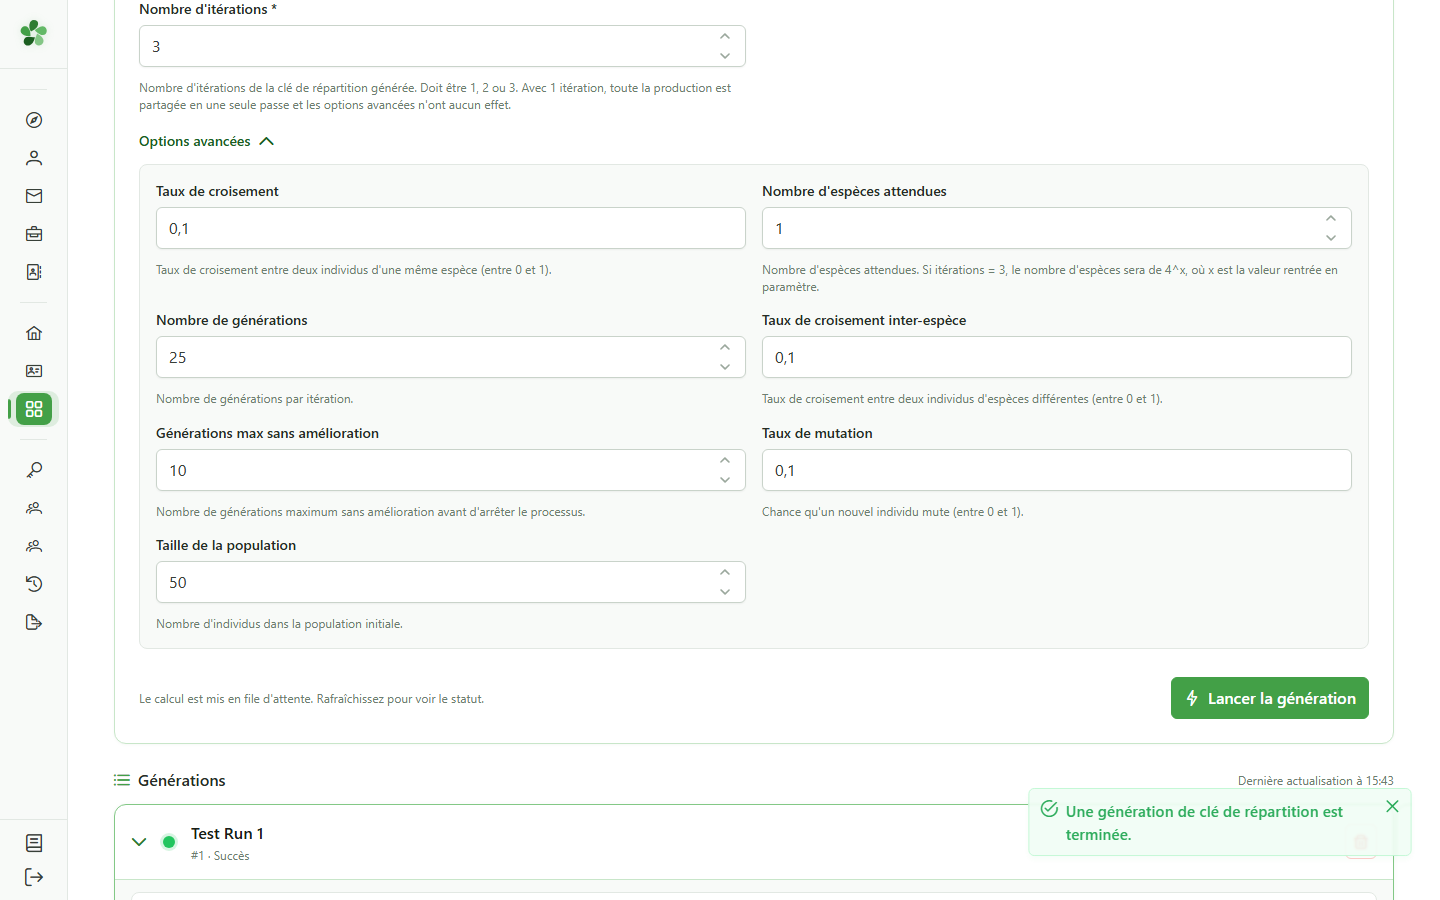 Nombre d'itérations *
3
Nombre d'itérations de la clé de répartition générée. Doit être 1, 2 ou 3. Avec 1 itération, toute la production est
partagée en une seule passe et les options avancées n'ont aucun effet.
Options avancées
Taux de croisement
0,1
Taux de croisement entre deux individus d'une même espèce (entre 0 et 1).
Nombre d'espèces attendues
1
Nombre d'espèces attendues. Si itérations = 3, le nombre d'espèces sera de 4^x, où x est la valeur rentrée en
paramètre.
Nombre de générations
25
Nombre de générations par itération.
Taux de croisement inter-espèce
0,1
Taux de croisement entre deux individus d'espèces différentes (entre 0 et 1).
Générations max sans amélioration
10
Nombre de générations maximum sans amélioration avant d'arrêter le processus.
Taux de mutation
0,1
Chance qu'un nouvel individu mute (entre 0 et 1).
Taille de la population
50
Nombre d'individus dans la population initiale.
Le calcul est mis en file d'attente. Rafraîchissez pour voir le statut.
Lancer la génération
Générations
Dernière actualisation à 15:43
Test Run 1
#1 · Succès
Une génération de clé de répartition est
terminée.